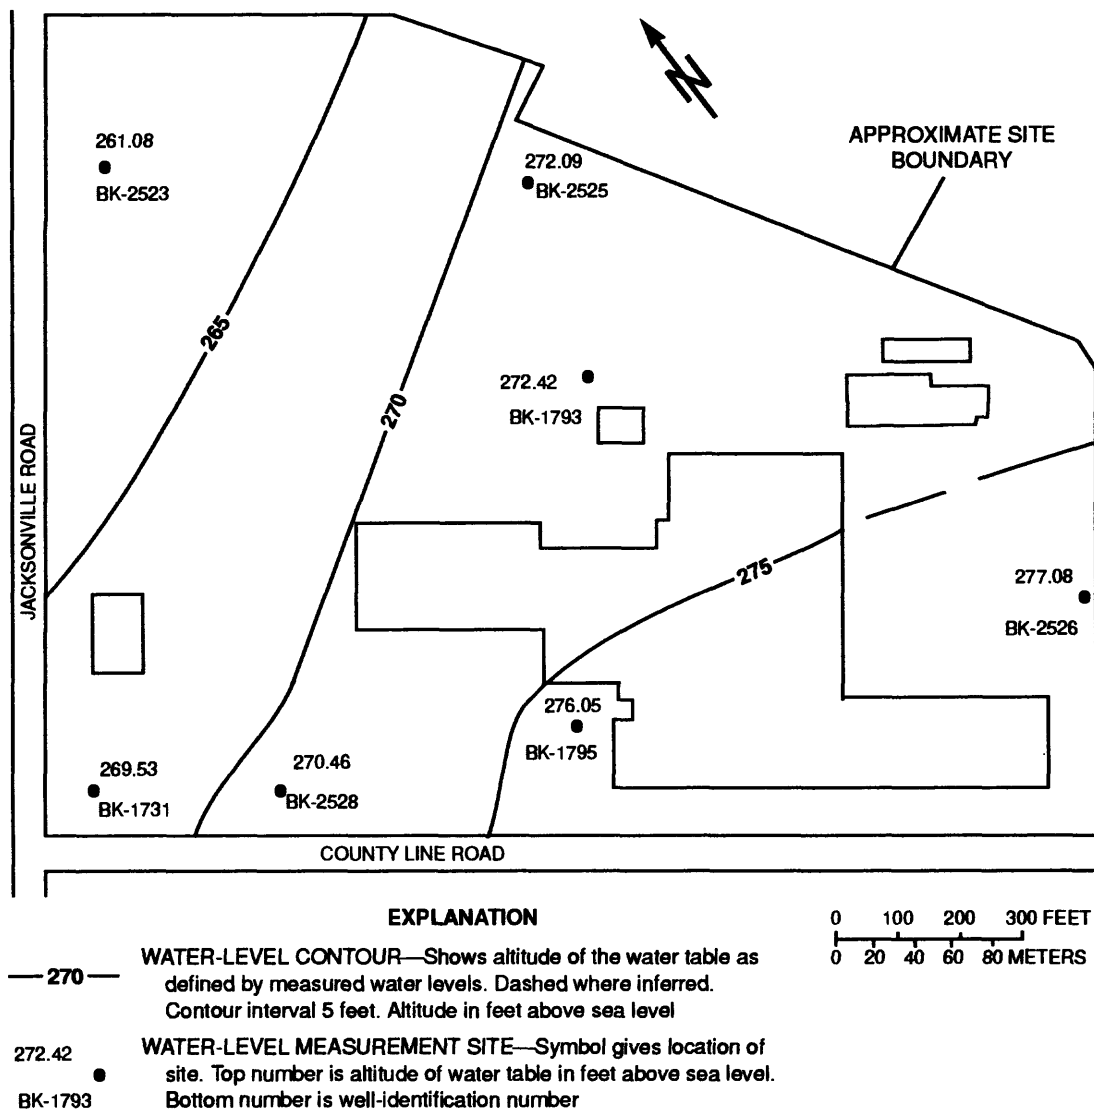 261.08
BK-2523
272.09
BK-2525
APPROXIMATE SITE
BOUNDARY
N
265
270
272.42
BK-1793
JACKSONVILLE ROAD
275
277.08
BK-2526
276.05
BK-1795
269.53
BK-1731
270.46
BK-2528
COUNTY LINE ROAD
EXPLANATION
0 100 200 300 FEET
0 20 40 60 80 METERS
270
WATER-LEVEL CONTOUR—Shows altitude of the water table as
defined by measured water levels. Dashed where inferred.
Contour interval 5 feet. Altitude in feet above sea level
272.42
BK-1793
WATER-LEVEL MEASUREMENT SITE—Symbol gives location of
site. Top number is altitude of water table in feet above sea level.
Bottom number is well-identification number